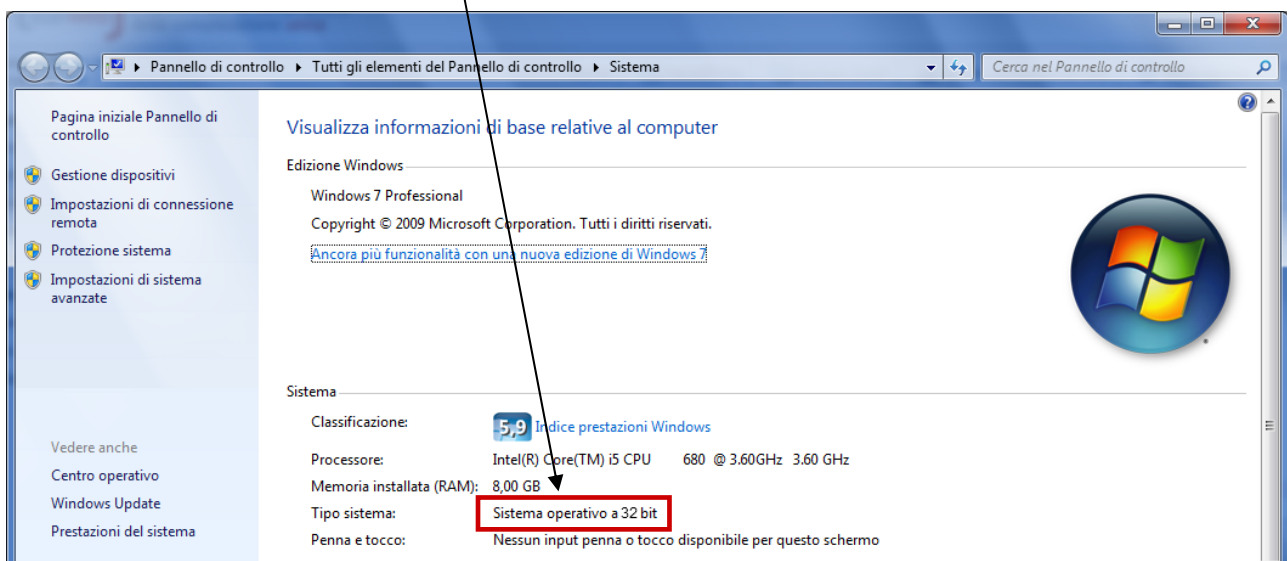 Pannello di controllo Tutti gli elementi del Pannello di controllo Sistema
Cerca nel Pannello di controllo
Pagina iniziale Pannello di
controllo
Gestione dispositivi
Impostazioni di connessione
remota
Protezione sistema
Impostazioni di sistema
avanzate
Vedere anche
Centro operativo
Windows Update
Prestazioni del sistema
Visualizza informazioni di base relative al computer
Edizione Windows
Windows 7 Professional
Copyright © 2009 Microsoft Corporation. Tutti i diritti riservati.
Ancora più funzionalità con una nuova edizione di Windows 7
Sistema
Classificazione: 5,9 Indice prestazioni Windows
Processore: Intel(R) Core(TM) i5 CPU 680 @ 3.60GHz 3.60 GHz
Memoria installata (RAM): 8,00 GB
Tipo sistema: Sistema operativo a 32 bit
Penna e tocco: Nessun input penna o tocco disponibile per questo schermo